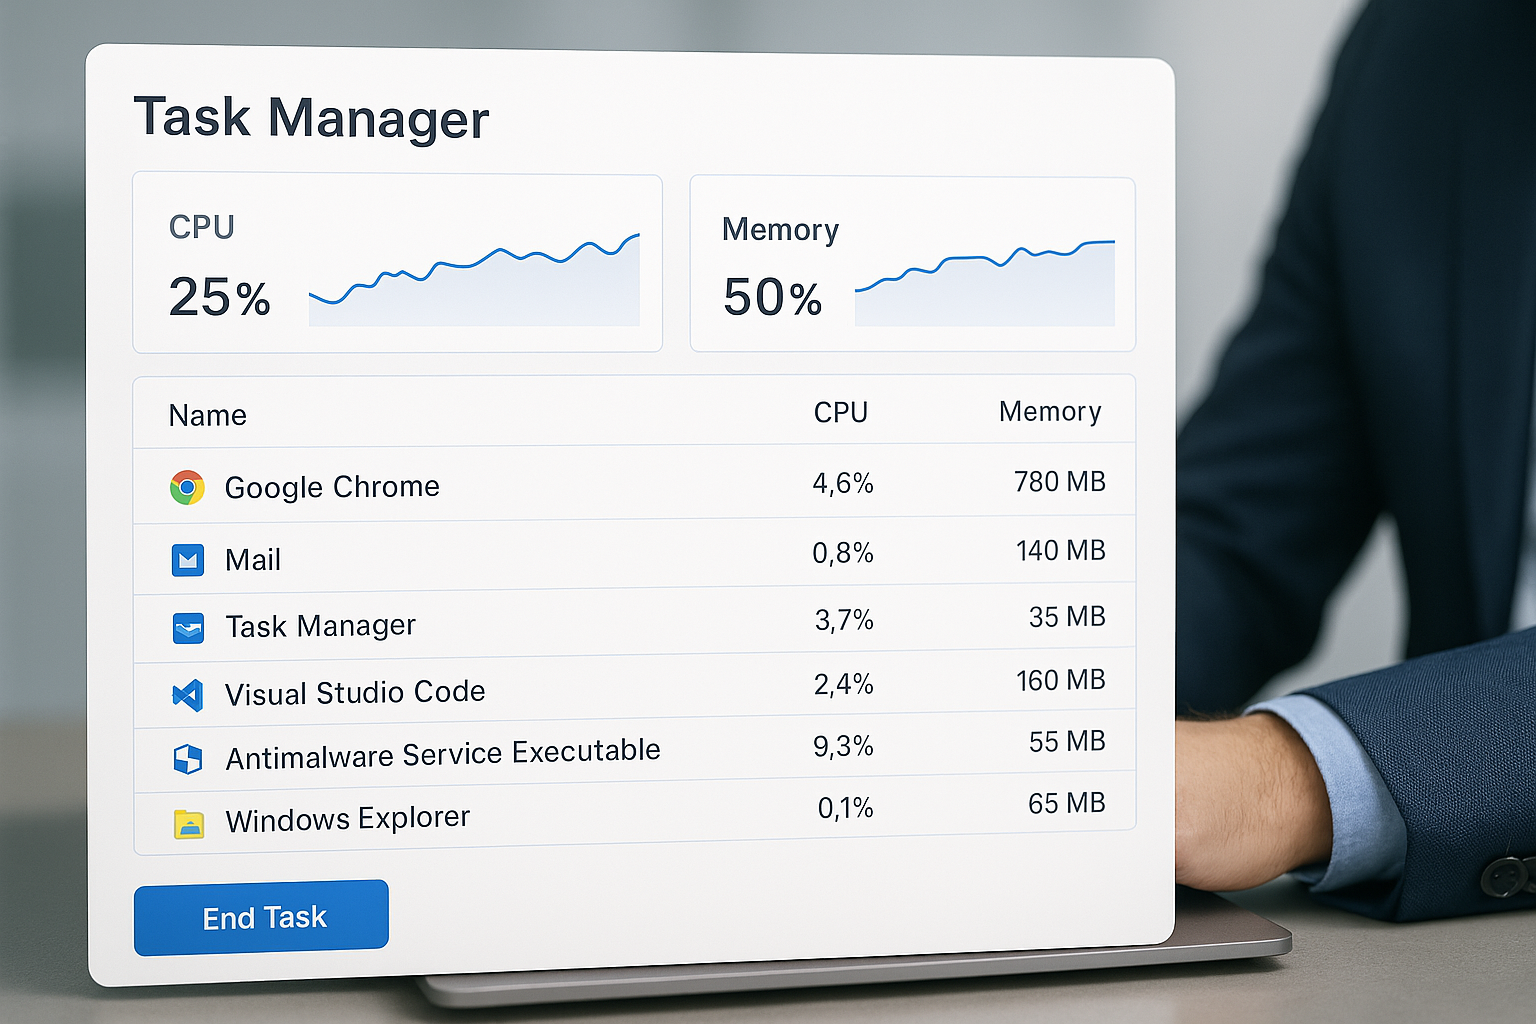 Task Manager
CPU
25%
Memory
50%
Name CPU Memory
Google Chrome 4,6% 780 MB
Mail 0,8% 140 MB
Task Manager 3,7% 35 MB
Visual Studio Code 2,4% 160 MB
Antimalware Service Executable 9,3% 55 MB
Windows Explorer 0,1% 65 MB
End Task